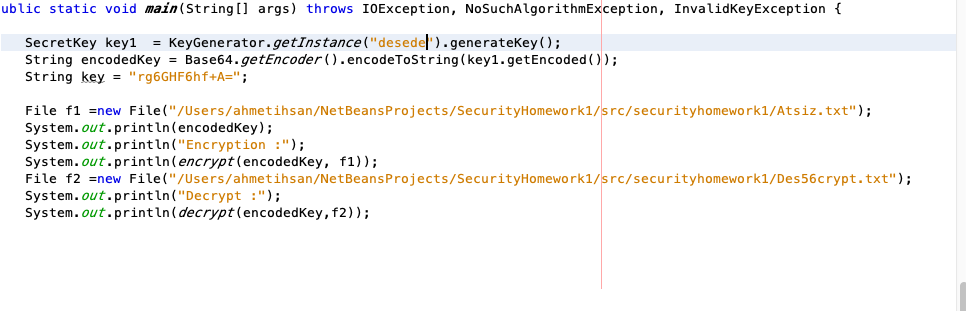 ublic static void main(String[] args) throws IOException, NoSuchAlgorithmException, InvalidKeyException {
SecretKey key1  = KeyGenerator.getInstance("desede").generateKey();
String encodedKey = Base64.getEncoder().encodeToString(key1.getEncoded());
String key = "rg6GHF6hf+A=";
File f1 =new File("/Users/ahmetihsan/NetBeansProjects/SecurityHomework1/src/securityhomework1/Atsiz.txt");
System.out.println(encodedKey);
System.out.println("Encryption :");
System.out.println(encrypt(encodedKey, f1));
File f2 =new File("/Users/ahmetihsan/NetBeansProjects/SecurityHomework1/src/securityhomework1/Des56crypt.txt");
System.out.println("Decrypt :");
System.out.println(decrypt(encodedKey,f2));